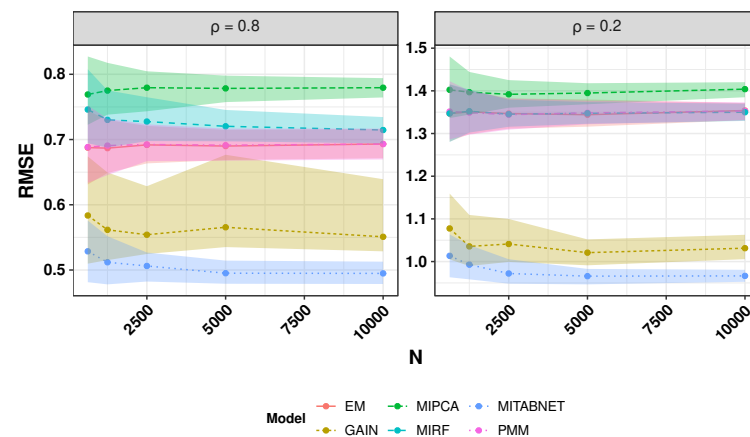 ρ = 0.8
ρ = 0.2
RMSE
0.8
0.7
0.6
0.5
1.5
1.4
1.3
1.2
1.1
1.0
2500
5000
7500
10000
2500
5000
7500
10000
N
Model
EM
MIPCA
MITABNET
GAIN
MIRF
PMM